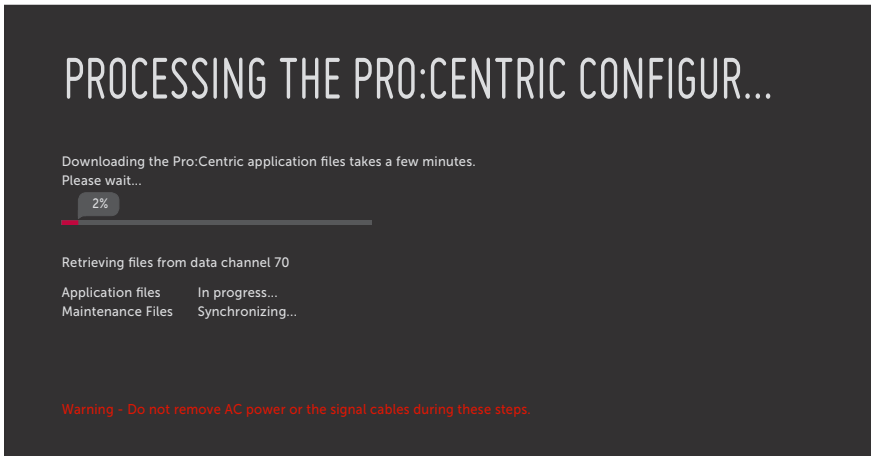 PROCESSING THE PRO:CENTRIC CONFIGUR...
Downloading the Pro:Centric application files takes a few minutes.
Please wait...
2%
Retrieving files from data channel 70
Application files In progress...
Maintenance Files Synchronizing...
Warning - Do not remove AC power or the signal cables during these steps.